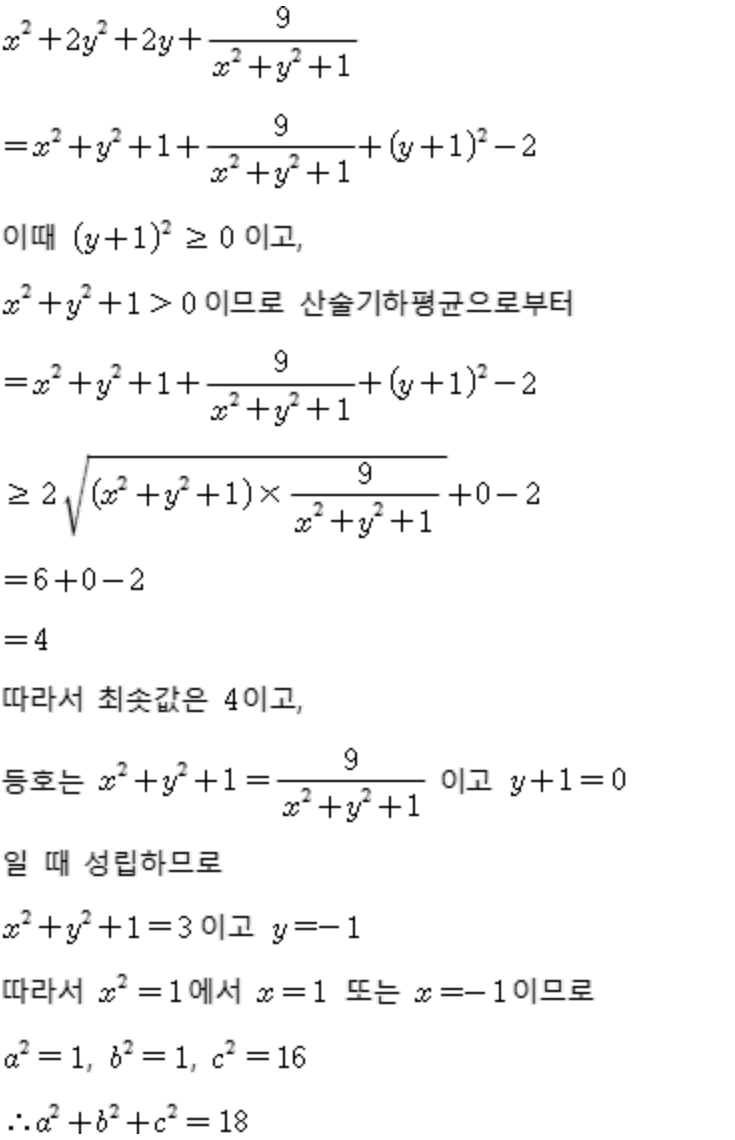 x²+2y²+2y+9/(x²+y²+1)
=x²+y²+1+9/(x²+y²+1)+(y+1)²−2
이때 (y+1)² ≥ 0 이고,
x²+y²+1>0 이므로 산술기하평균으로부터
=x²+y²+1+9/(x²+y²+1)+(y+1)²−2
≥ 2√((x²+y²+1)×9/(x²+y²+1))+0−2
=6+0−2
=4
따라서 최솟값은 4이고,
등호는 x²+y²+1=9/(x²+y²+1) 이고 y+1=0
일 때 성립하므로
x²+y²+1=3 이고 y=−1
따라서 x²=1에서 x=1 또는 x=−1이므로
a²=1, b²=1, c²=16
∴a²+b²+c²=18